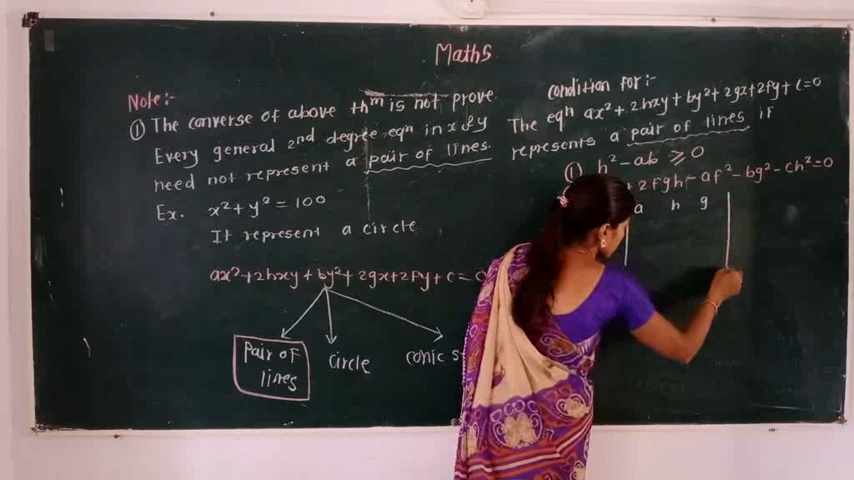 Maths
Note:-
① The converse of above thm is not prove
Every general 2nd degree eqn in x & y
need not represent a pair of lines.
Ex. x² + y² = 100
It represent a circle
ax² + 2hxy + by² + 2gx + 2fy + c = 0
pair of lines
circle
conic s
condition for:-
The eqn ax² + 2hxy + by² + 2gx + 2fy + c = 0
represents a pair of lines if
① h² - ab ⩾ 0
+ 2fgh - af² - bg² - ch² = 0
a h g